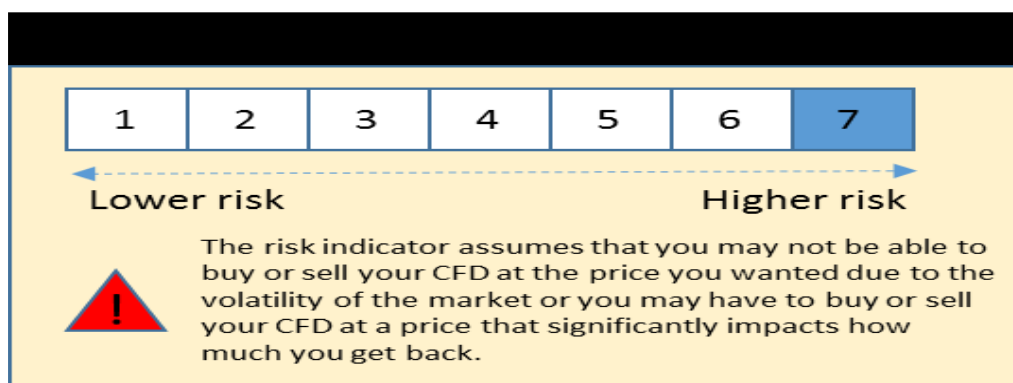 1 2 3 4 5 6 7
Lower risk Higher risk
The risk indicator assumes that you may not be able to
buy or sell your CFD at the price you wanted due to the
volatility of the market or you may have to buy or sell
your CFD at a price that significantly impacts how
much you get back.
!